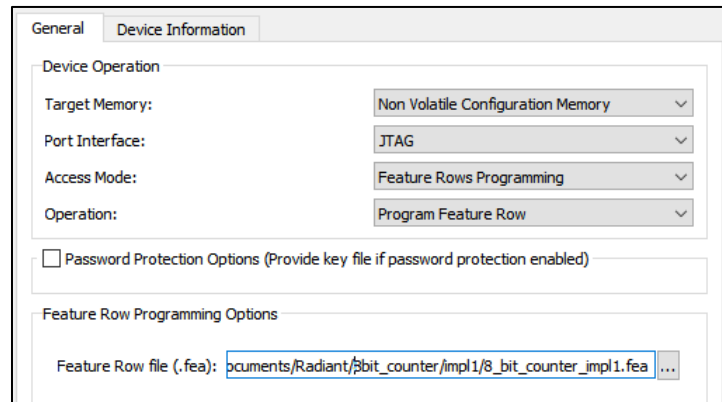 General Device Information
Device Operation
Target Memory: Non Volatile Configuration Memory
Port Interface: JTAG
Access Mode: Feature Rows Programming
Operation: Program Feature Row
Password Protection Options (Provide key file if password protection enabled)
Feature Row Programming Options
Feature Row file (.fea): ocuments/Radiant/8bit_counter/impl1/8_bit_counter_impl1.fea ...